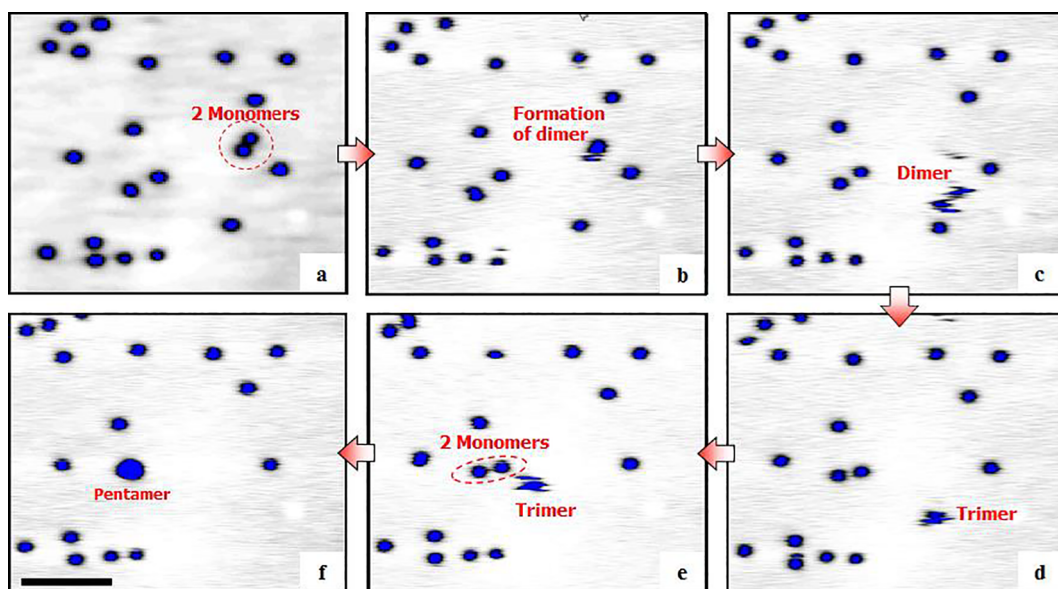 2 Monomers
a
Formation
of dimer
b
Dimer
c
Pentamer
f
2 Monomers
Trimer
e
Trimer
d